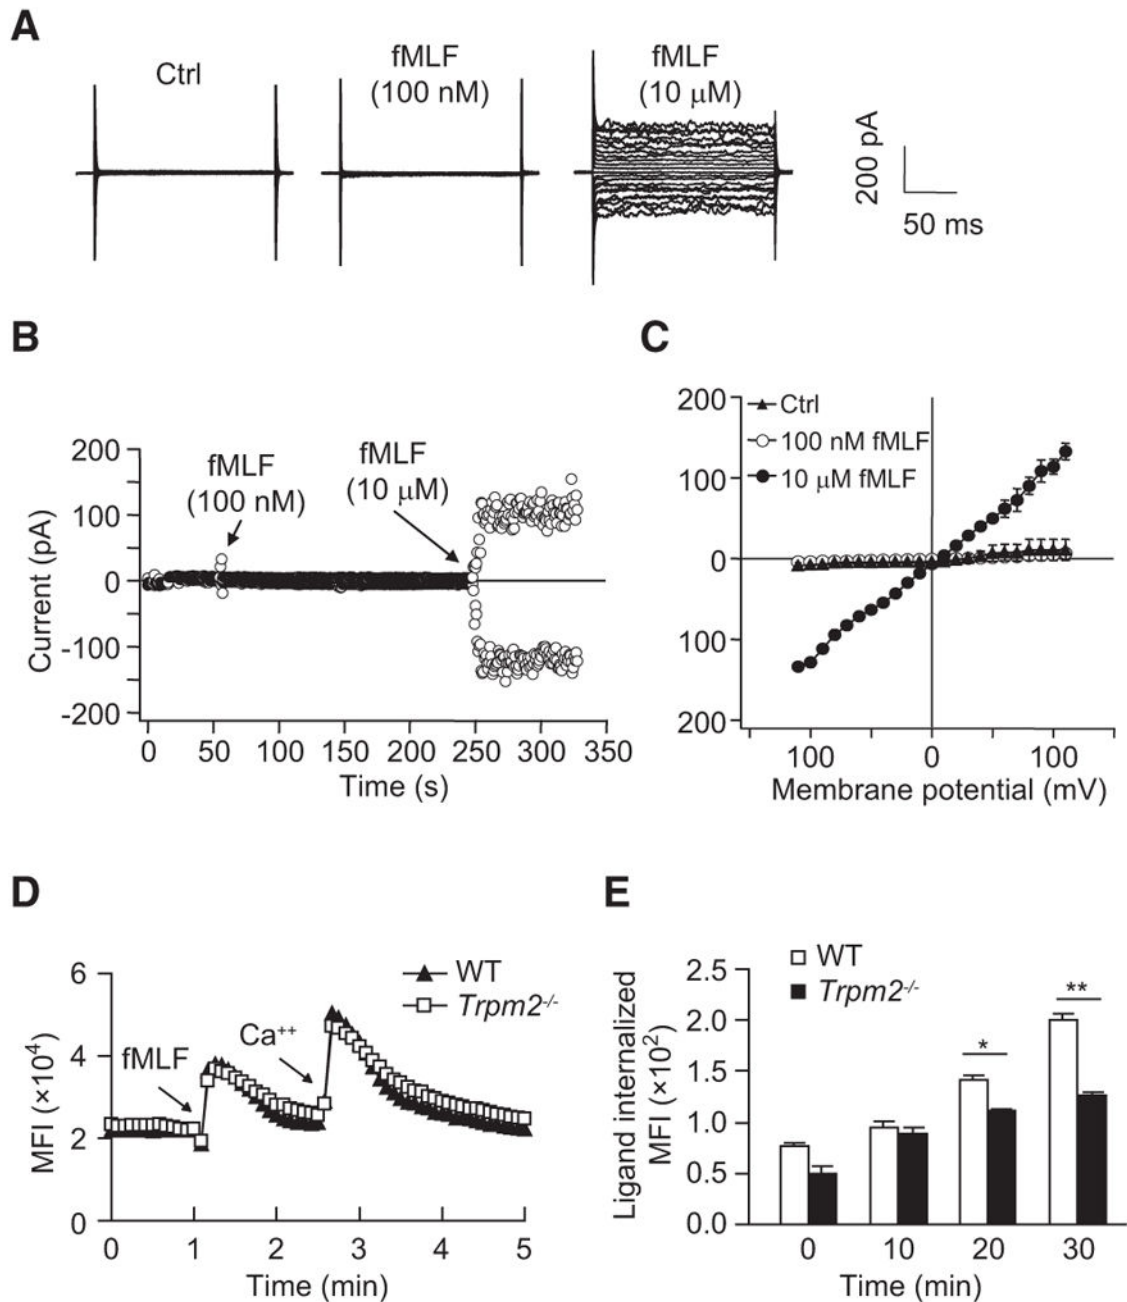 A
Ctrl
fMLF
(100 nM)
fMLF
(10 μM)
200 pA
50 ms
B
200
100
0
-100
-200
Current (pA)
fMLF
(100 nM)
fMLF
(10 μM)
0 50 100 150 200 250 300 350
Time (s)
C
200
100
0
100
200
Ctrl
100 nM fMLF
10 μM fMLF
100 0 100
Membrane potential (mV)
D
6
4
2
0
MFI (×10⁴)
fMLF
Ca⁺⁺
WT
Trpm2⁻/⁻
0 1 2 3 4 5
Time (min)
E
2.5
2.0
1.5
1.0
0.5
0.0
Ligand internalized
MFI (×10²)
WT
Trpm2⁻/⁻
*
**
0 10 20 30
Time (min)